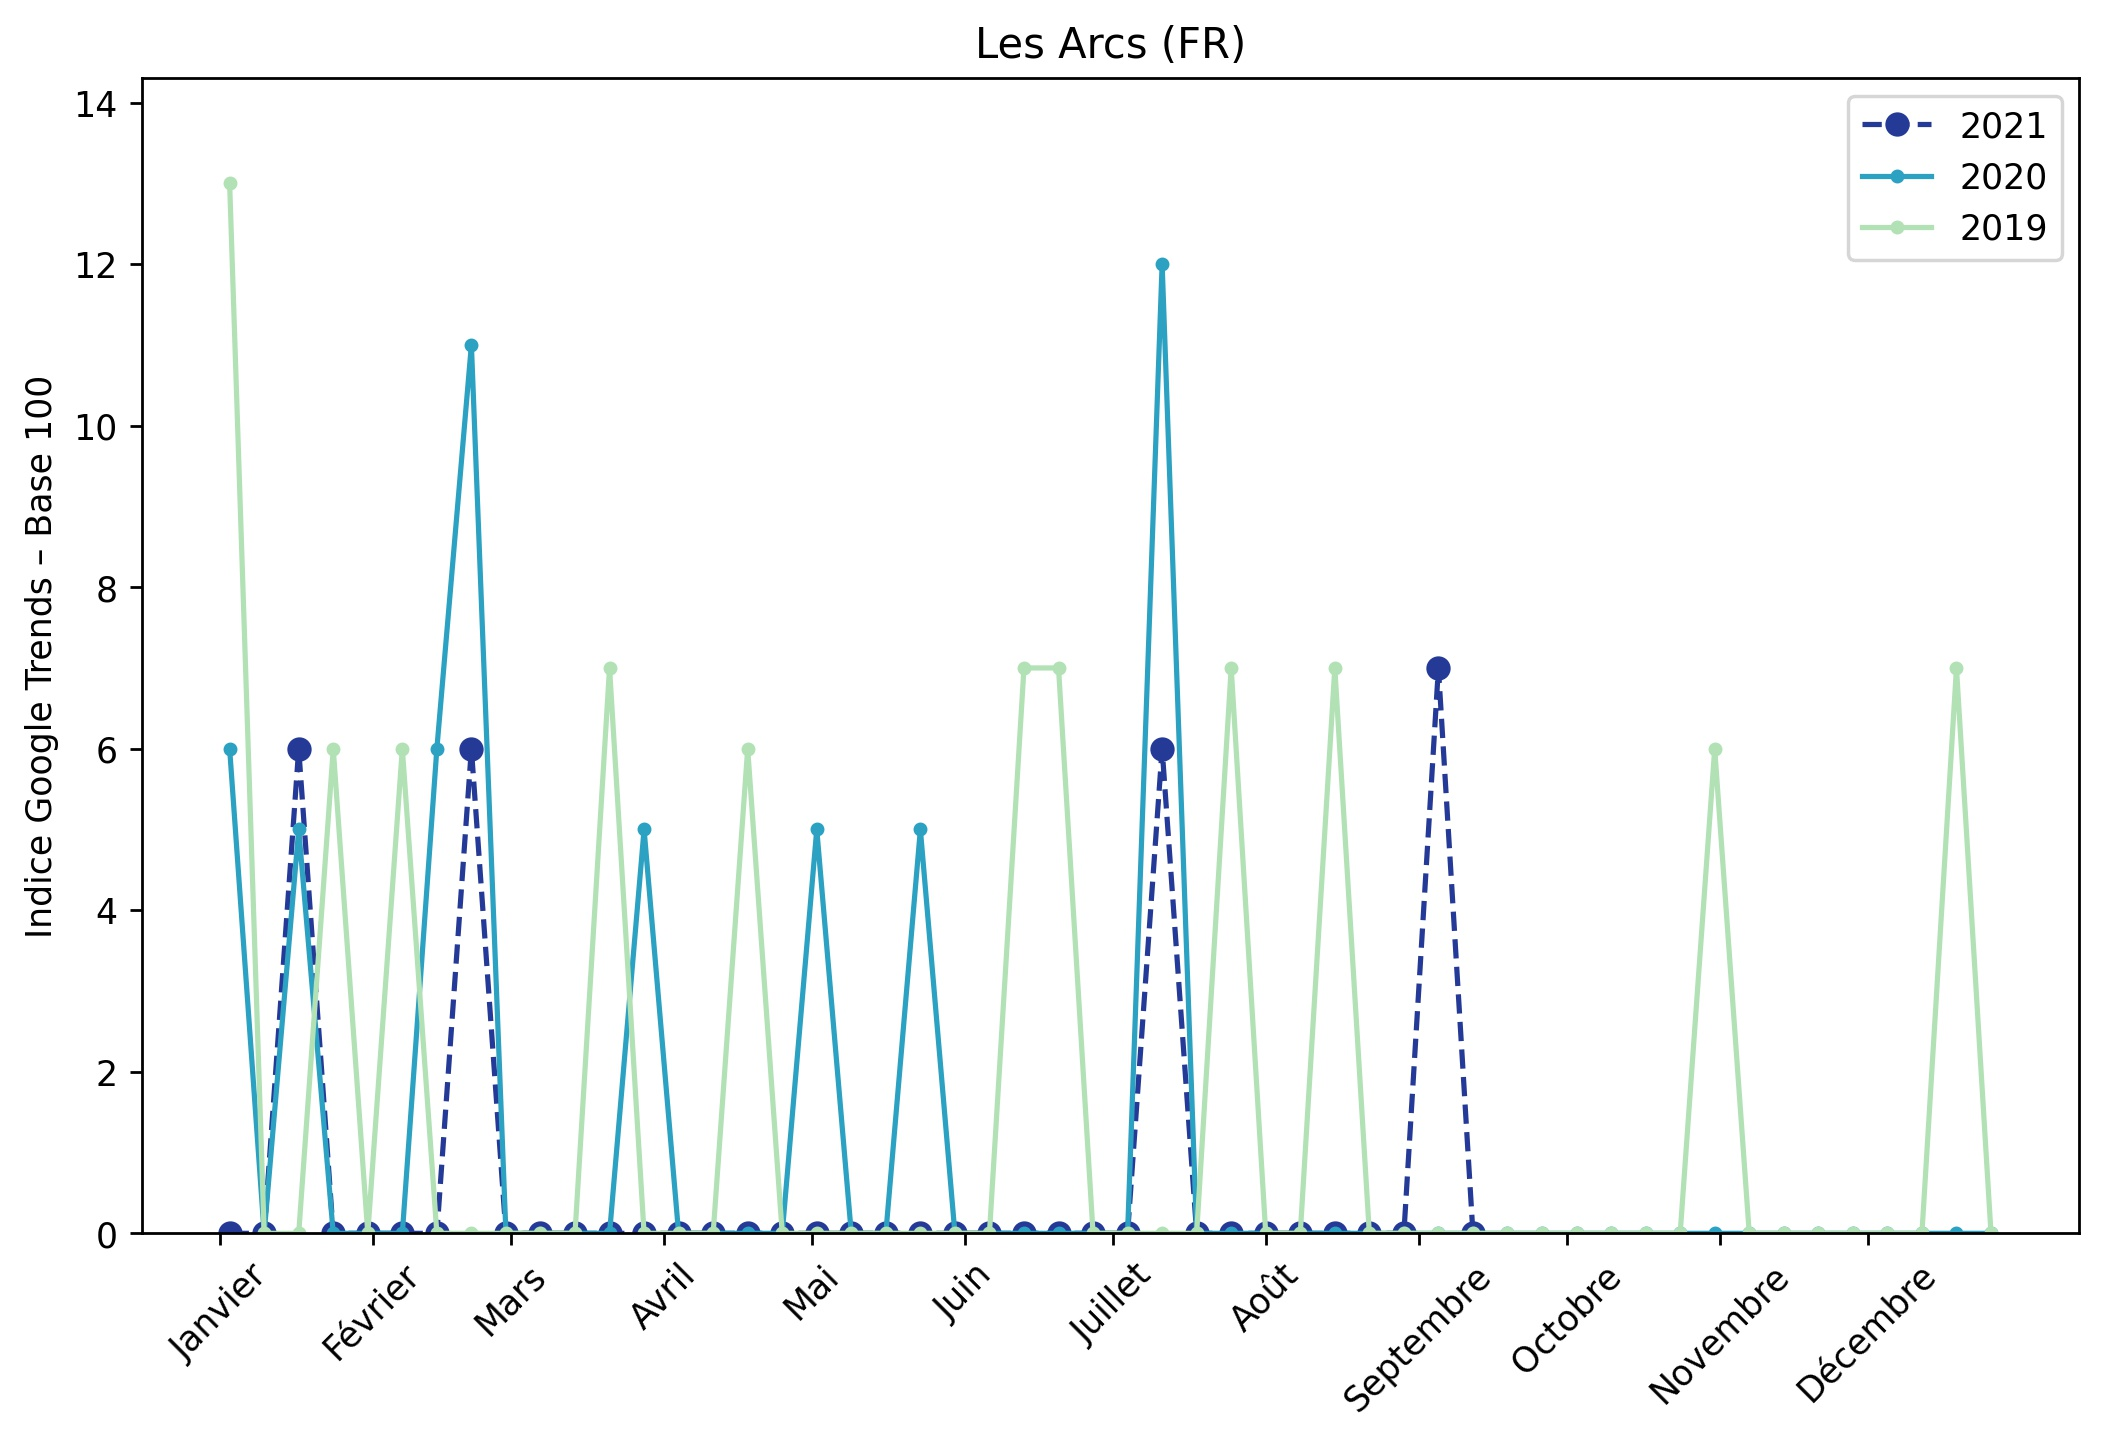 Les Arcs (FR)
Indice Google Trends – Base 100
14
12
10
8
6
4
2
0
2021
2020
2019
Janvier
Février
Mars
Avril
Mai
Juin
Juillet
Août
Septembre
Octobre
Novembre
Décembre